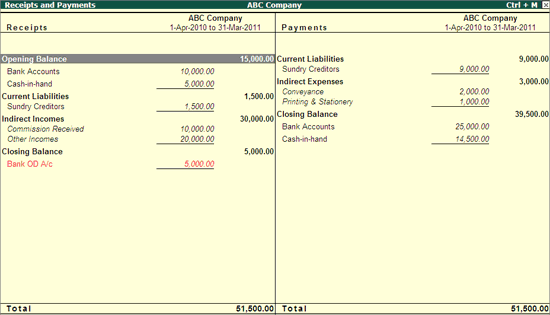 Receipts and Payments ABC Company Ctrl + M
Receipts ABC Company 1-Apr-2010 to 31-Mar-2011
Payments ABC Company 1-Apr-2010 to 31-Mar-2011
Opening Balance 15,000.00
Bank Accounts 10,000.00
Cash-in-hand 5,000.00
Current Liabilities 1,500.00
Sundry Creditors 1,500.00
Indirect Incomes 30,000.00
Commission Received 10,000.00
Other Incomes 20,000.00
Closing Balance 5,000.00
Bank OD A/c 5,000.00
Total 51,500.00
Current Liabilities 9,000.00
Sundry Creditors 9,000.00
Indirect Expenses 3,000.00
Conveyance 2,000.00
Printing & Stationery 1,000.00
Closing Balance 39,500.00
Bank Accounts 25,000.00
Cash-in-hand 14,500.00
Total 51,500.00